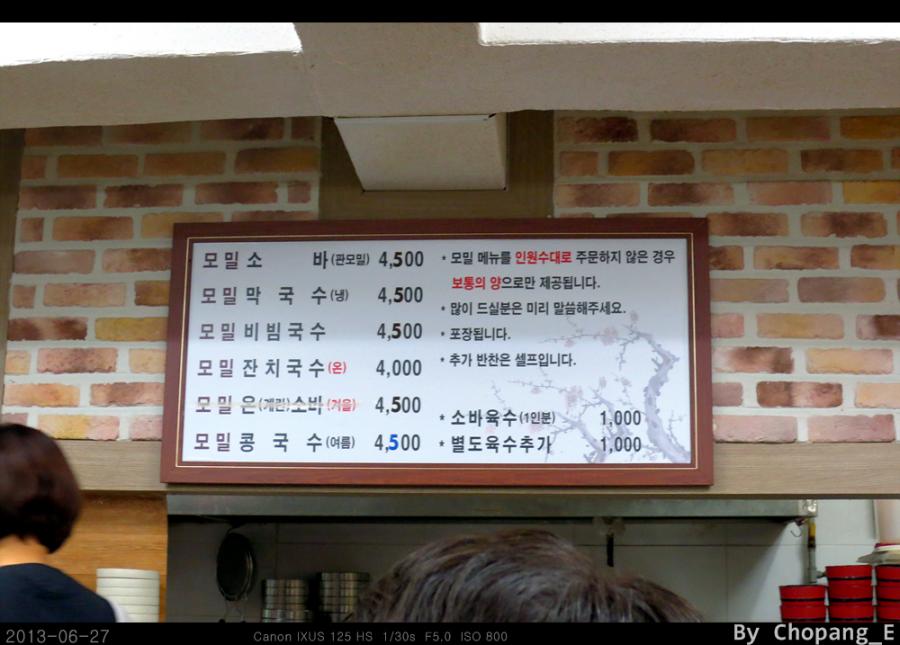 모밀소 바(판모밀) 4,500
모밀막 국 수(냉) 4,500
모밀비빔국수 4,500
모밀잔치국수(온) 4,000
모밀온(계란)소바(겨울) 4,500
모밀콩 국 수(여름) 4,500
* 모밀 메뉴를 인원수대로 주문하지 않은 경우
보통의 양으로만 제공됩니다.
* 많이 드실분은 미리 말씀해주세요.
* 포장됩니다.
* 추가 반찬은 셀프입니다.
* 소바육수(1인분) 1,000
* 별도육수추가 1,000
2013-06-27
Canon IXUS 125 HS 1/30s F5.0 ISO 800
By Chopang_E